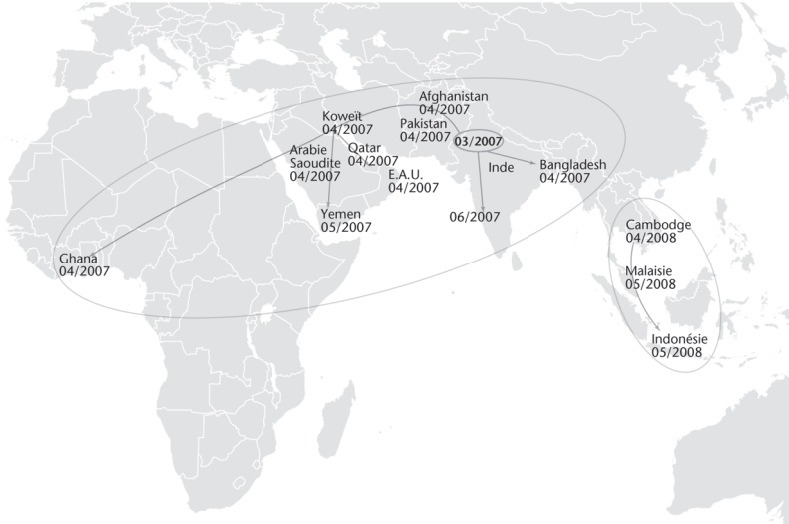 Afghanistan
04/2007
Koweït
04/2007
Pakistan
04/2007
03/2007
Arabie
Saoudite
04/2007
Qatar
04/2007
E.A.U.
04/2007
Inde
Bangladesh
04/2007
Yemen
05/2007
06/2007
Ghana
04/2007
Cambodge
04/2008
Malaisie
05/2008
Indonésie
05/2008